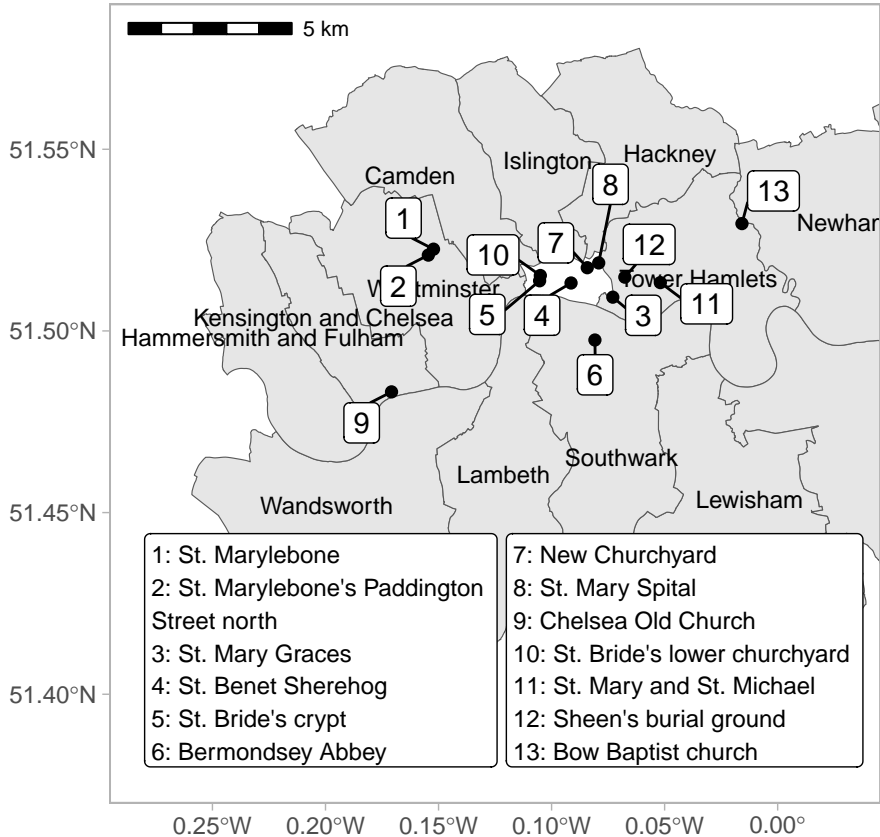 5 km
51.55°N
51.50°N
51.45°N
51.40°N
Hackney
Islington
Camden
8
13
1
Newham
7
12
10
Tower Hamlets
2
Westminster
11
5
4
3
Kensington and Chelsea
Hammersmith and Fulham
6
9
Southwark
Lambeth
Lewisham
Wandsworth
1: St. Marylebone
2: St. Marylebone's Paddington
Street north
3: St. Mary Graces
4: St. Benet Sherehog
5: St. Bride's crypt
6: Bermondsey Abbey
7: New Churchyard
8: St. Mary Spital
9: Chelsea Old Church
10: St. Bride's lower churchyard
11: St. Mary and St. Michael
12: Sheen's burial ground
13: Bow Baptist church
0.25°W 0.20°W 0.15°W 0.10°W 0.05°W 0.00°